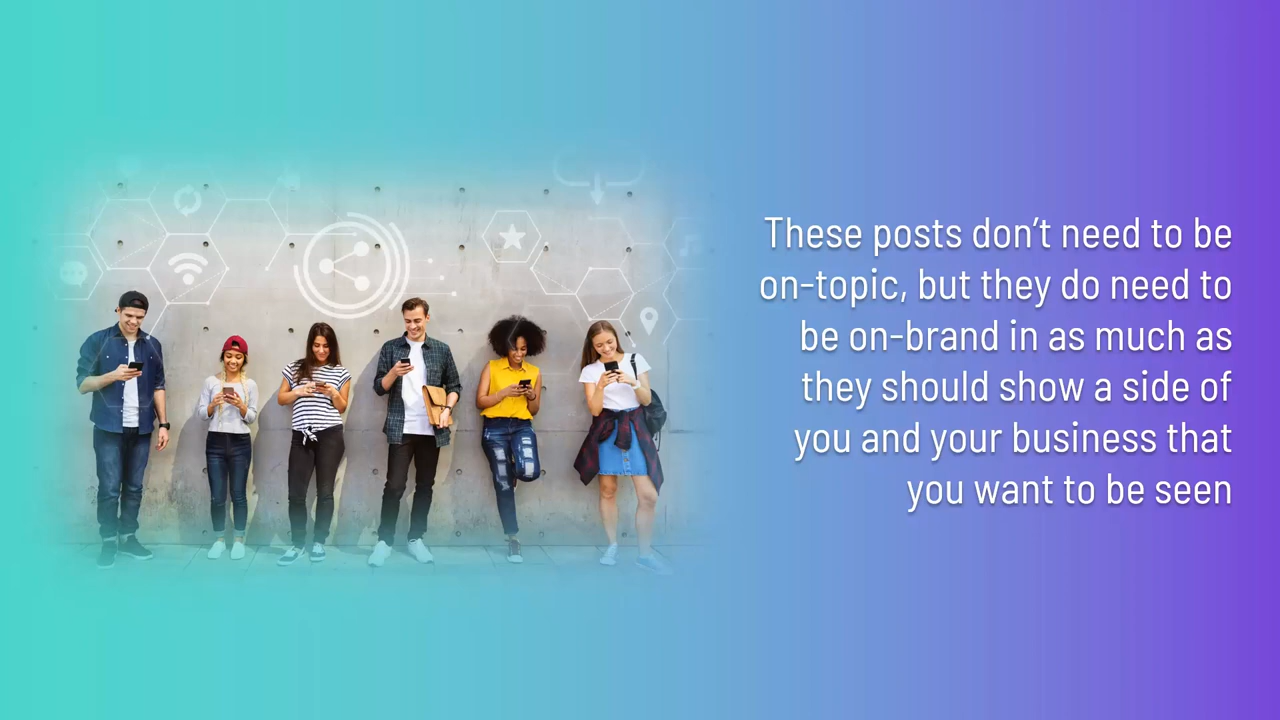 These posts don’t need to be
on-topic, but they do need to
be on-brand in as much as
they should show a side of
you and your business that
you want to be seen